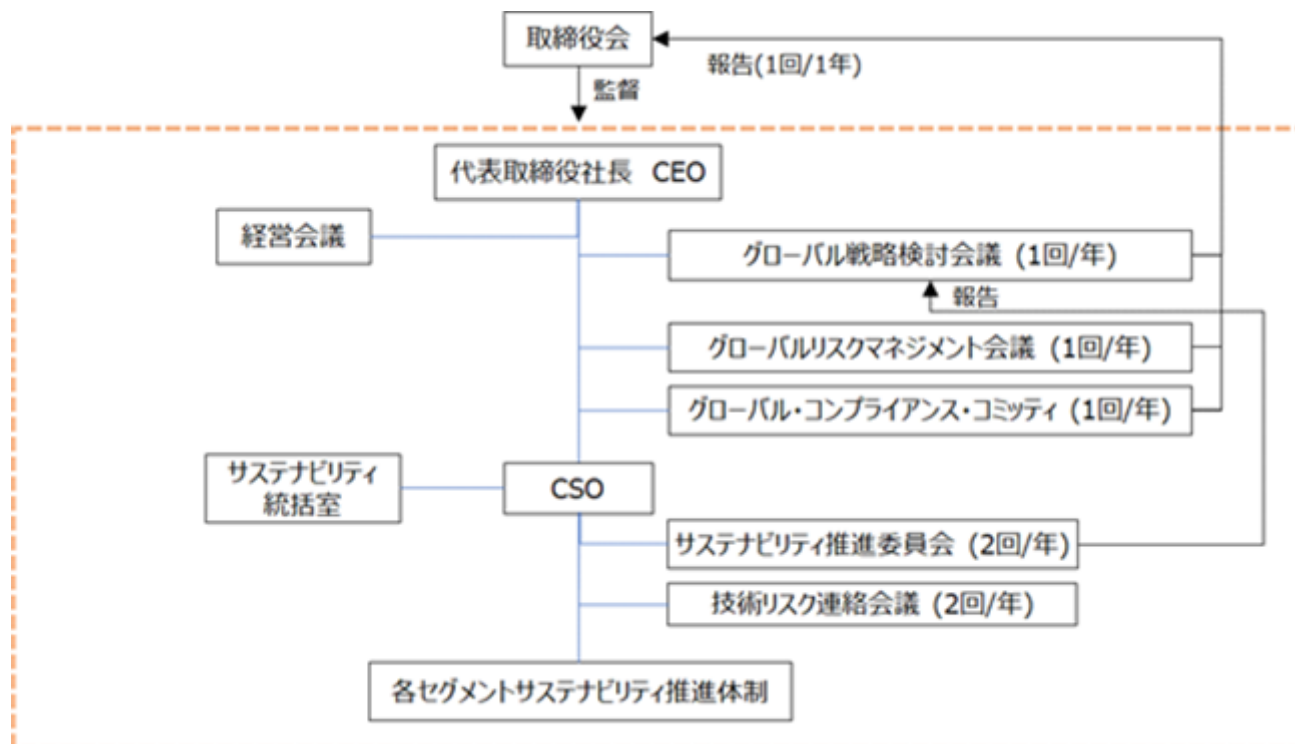 取締役会
報告(1回/1年)
監督
代表取締役社長 CEO
経営会議
グローバル戦略検討会議 (1回/年)
報告
グローバルリスクマネジメント会議 (1回/年)
グローバル・コンプライアンス・コミッティ (1回/年)
サステナビリティ
統括室
CSO
サステナビリティ推進委員会 (2回/年)
技術リスク連絡会議 (2回/年)
各セグメントサステナビリティ推進体制